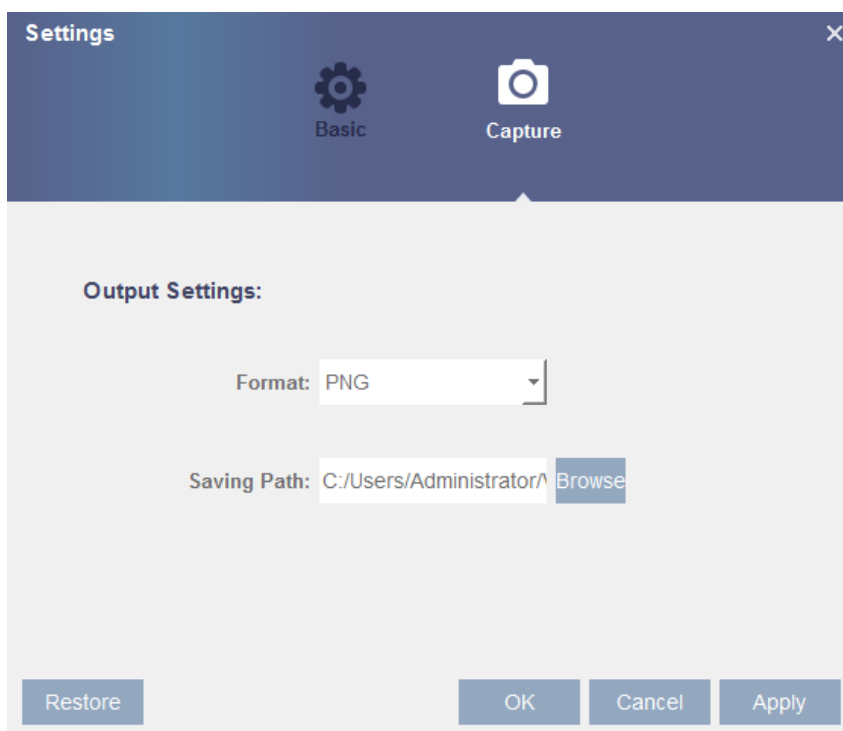 Settings
Basic
Capture
Output Settings:
Format: PNG
Saving Path: C:/Users/Administrator/ Browse
Restore OK Cancel Apply